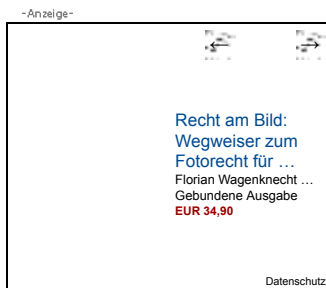 -Anzeige-
← →
Recht am Bild:
Wegweiser zum
Fotorecht für …
Florian Wagenknecht …
Gebundene Ausgabe
EUR 34,90
Datenschutz